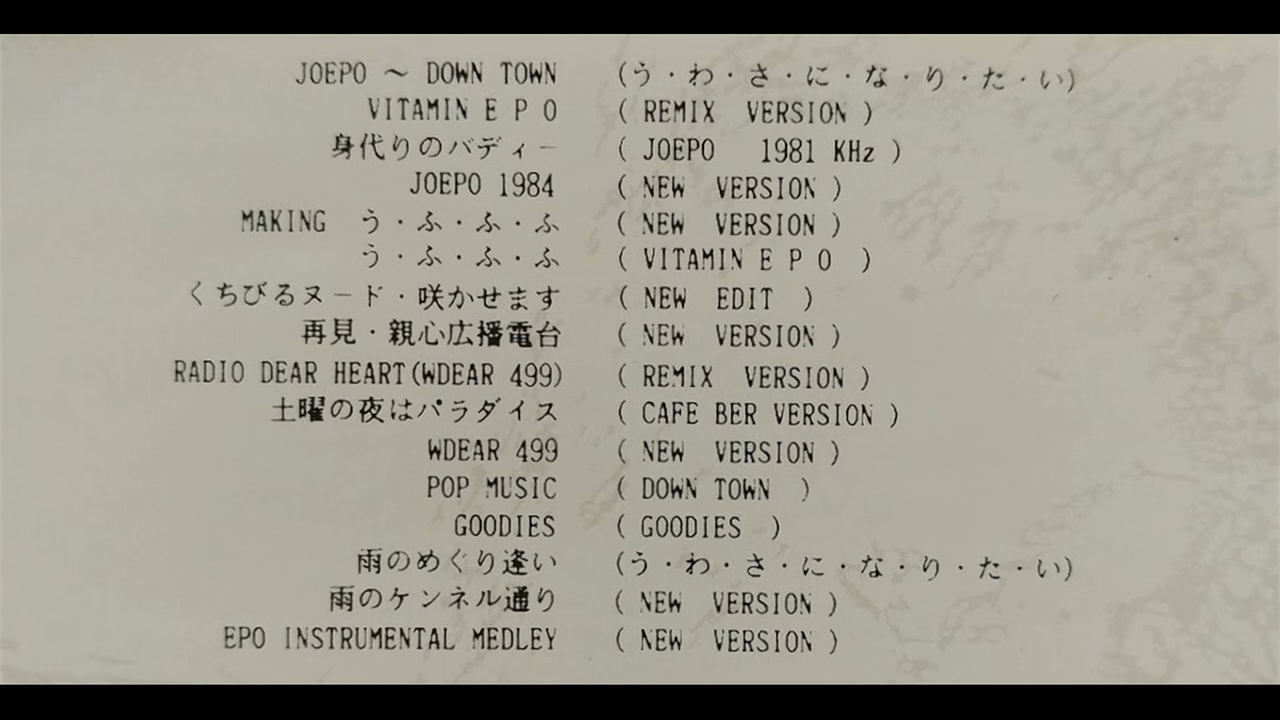 JOEPO ～ DOWN TOWN (う・わ・さ・に・な・り・た・い)
VITAMIN E P O ( REMIX VERSION )
身代りのバディー ( JOEPO 1981 KHz )
JOEPO 1984 ( NEW VERSION )
MAKING う・ふ・ふ・ふ ( NEW VERSION )
う・ふ・ふ・ふ ( VITAMIN E P O )
くちびるヌード・咲かせます ( NEW EDIT )
再見・親心広播電台 ( NEW VERSION )
RADIO DEAR HEART(WDEAR 499) ( REMIX VERSION )
土曜の夜はパラダイス ( CAFE BER VERSION )
WDEAR 499 ( NEW VERSION )
POP MUSIC ( DOWN TOWN )
GOODIES ( GOODIES )
雨のめぐり逢い (う・わ・さ・に・な・り・た・い)
雨のケンネル通り ( NEW VERSION )
EPO INSTRUMENTAL MEDLEY ( NEW VERSION )